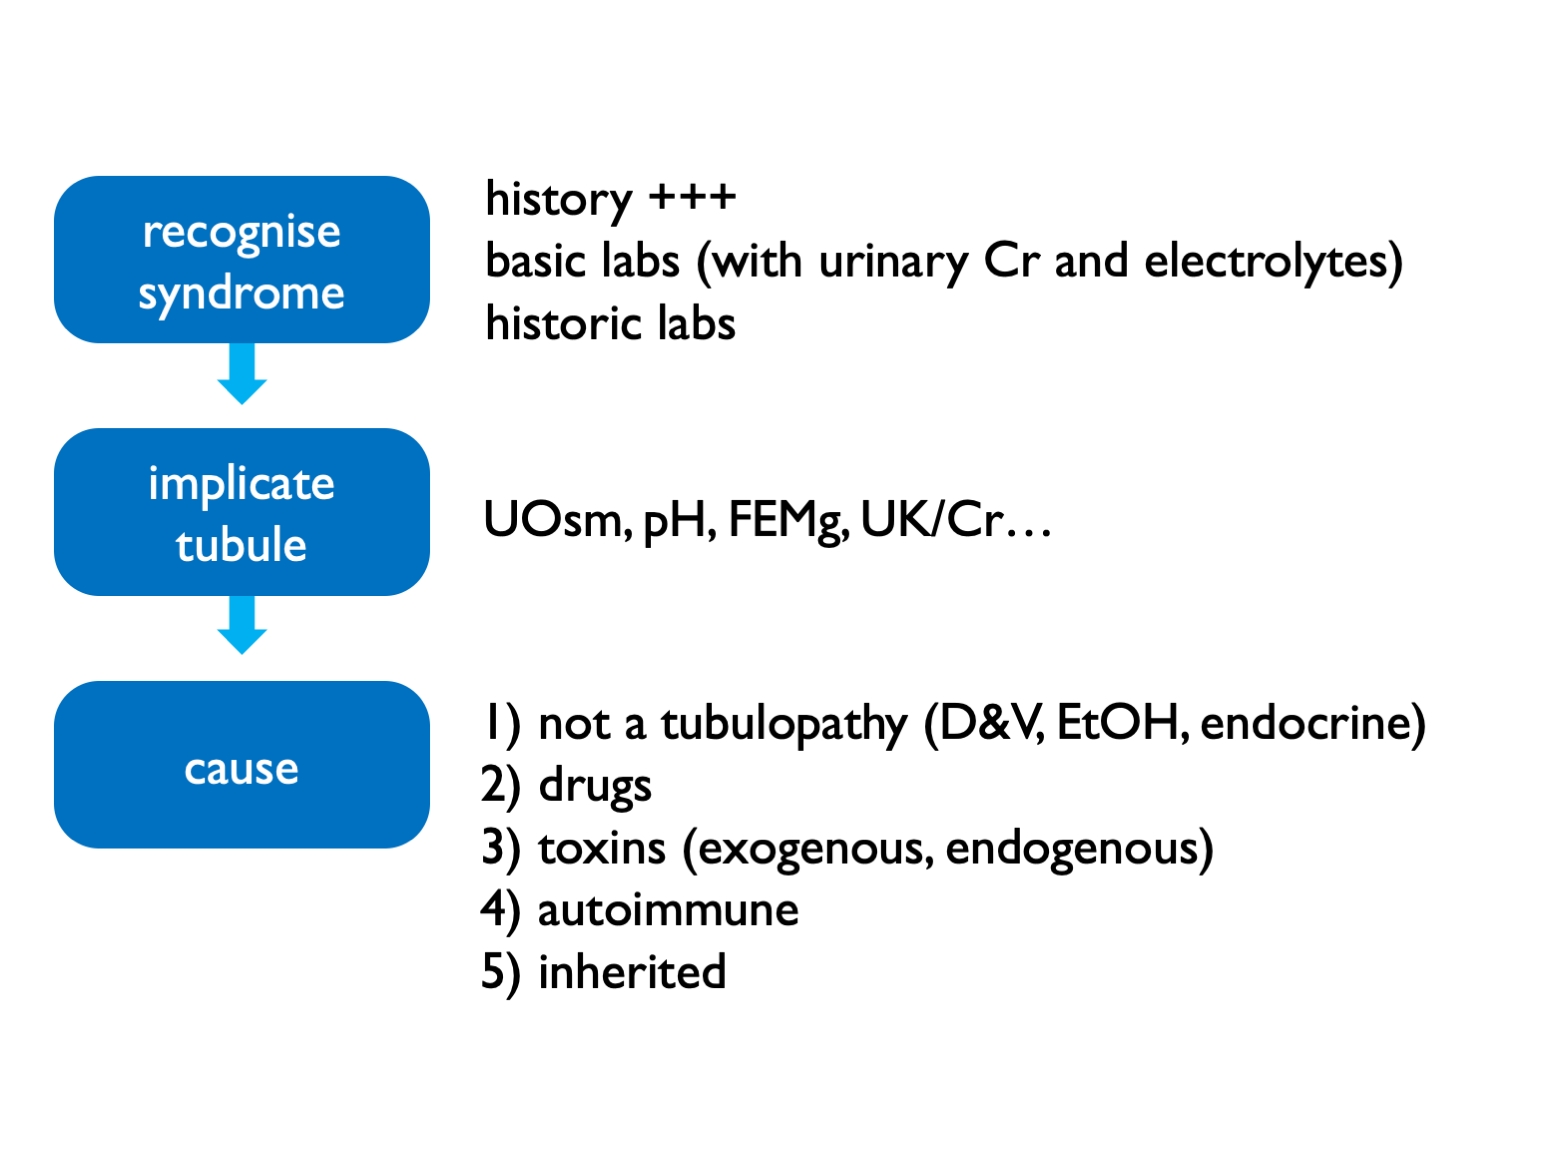 recognise
syndrome
history +++
basic labs (with urinary Cr and electrolytes)
historic labs
implicate
tubule
UOsm, pH, FEMg, UK/Cr…
cause
1) not a tubulopathy (D&V, EtOH, endocrine)
2) drugs
3) toxins (exogenous, endogenous)
4) autoimmune
5) inherited